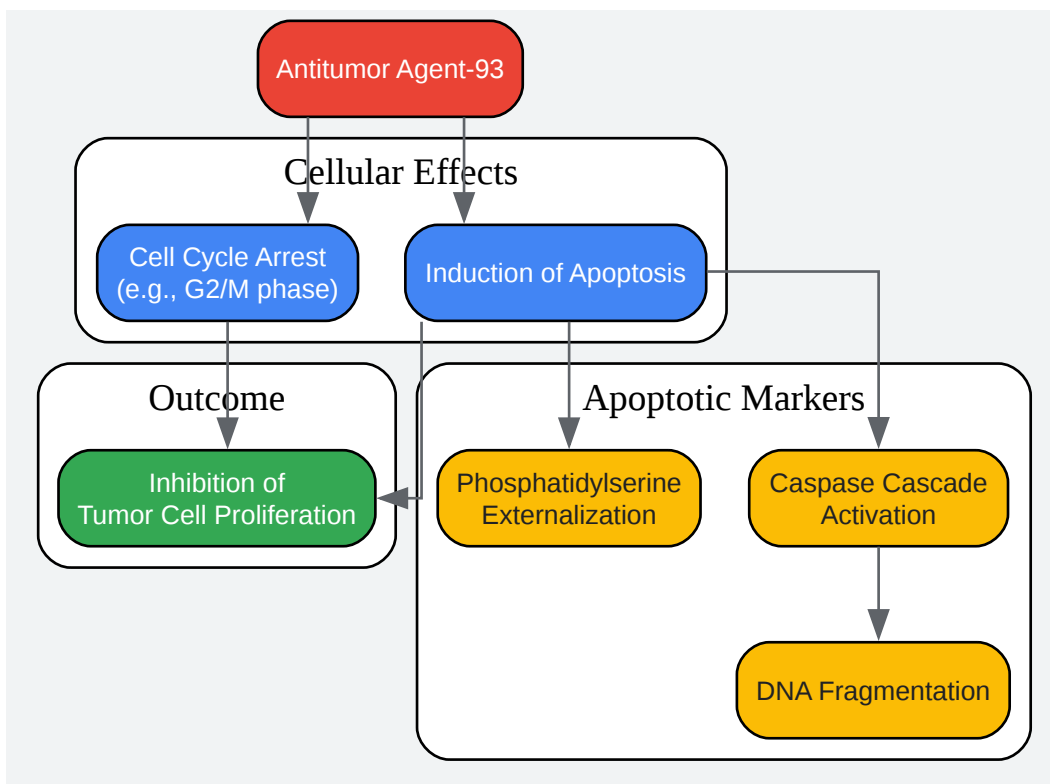 Antitumor Agent-93
Cellular Effects
Cell Cycle Arrest
(e.g., G2/M phase)
Induction of Apoptosis
Outcome
Inhibition of
Tumor Cell Proliferation
Apoptotic Markers
Phosphatidylserine
Externalization
Caspase Cascade
Activation
DNA Fragmentation